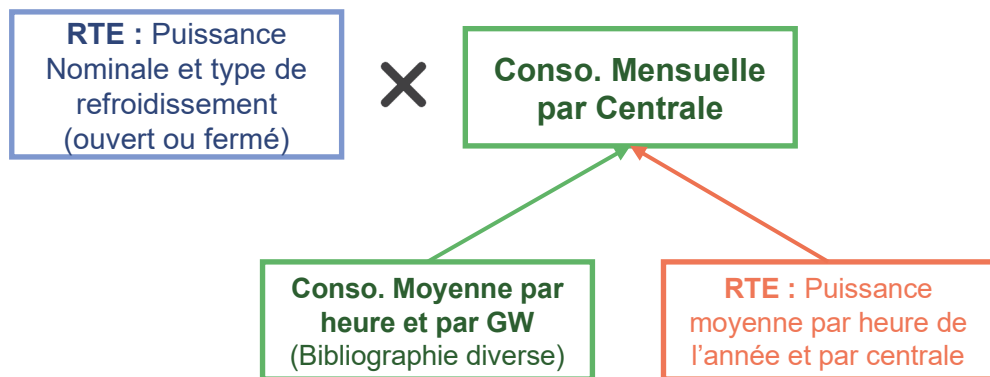 RTE : Puissance
Nominale et type de
refroidissement
(ouvert ou fermé)
Conso. Mensuelle
par Centrale
Conso. Moyenne par
heure et par GW
(Bibliographie diverse)
RTE : Puissance
moyenne par heure de
l'année et par centrale